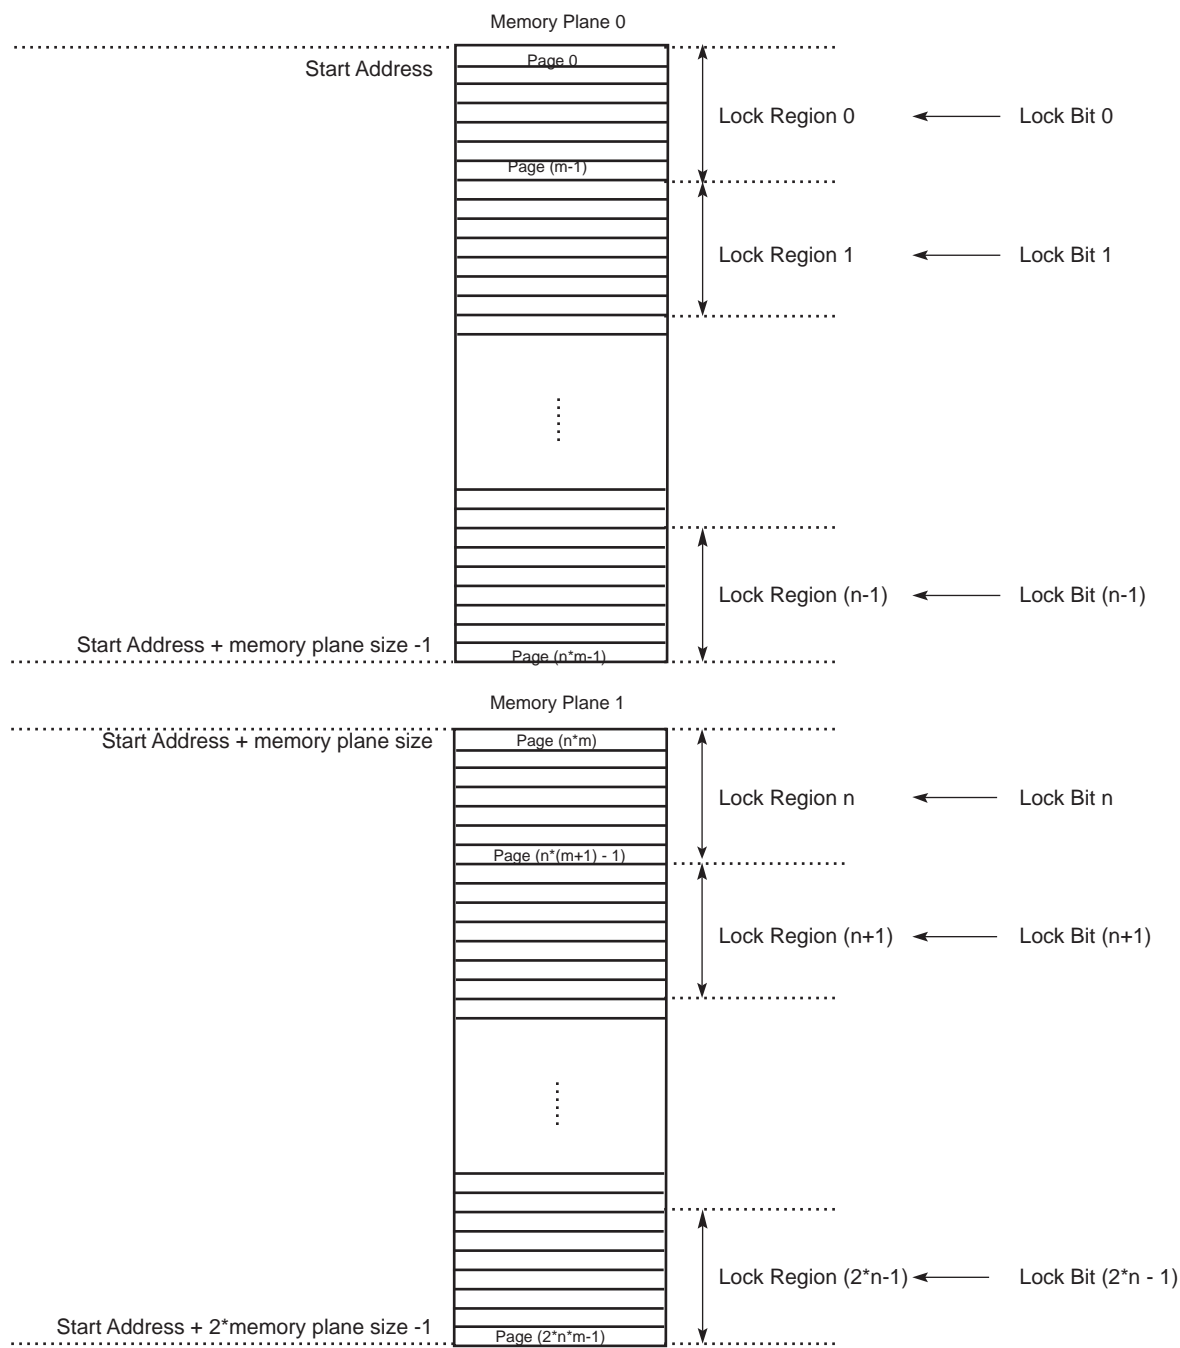 Memory Plane 0
Start Address
Page 0
Lock Region 0
Lock Bit 0
Page (m-1)
Lock Region 1
Lock Bit 1
Lock Region (n-1)
Lock Bit (n-1)
Start Address + memory plane size -1
Page (n*m-1)
Memory Plane 1
Start Address + memory plane size
Page (n*m)
Lock Region n
Lock Bit n
Page (n*(m+1) - 1)
Lock Region (n+1)
Lock Bit (n+1)
Lock Region (2*n-1)
Lock Bit (2*n - 1)
Start Address + 2*memory plane size -1
Page (2*n*m-1)